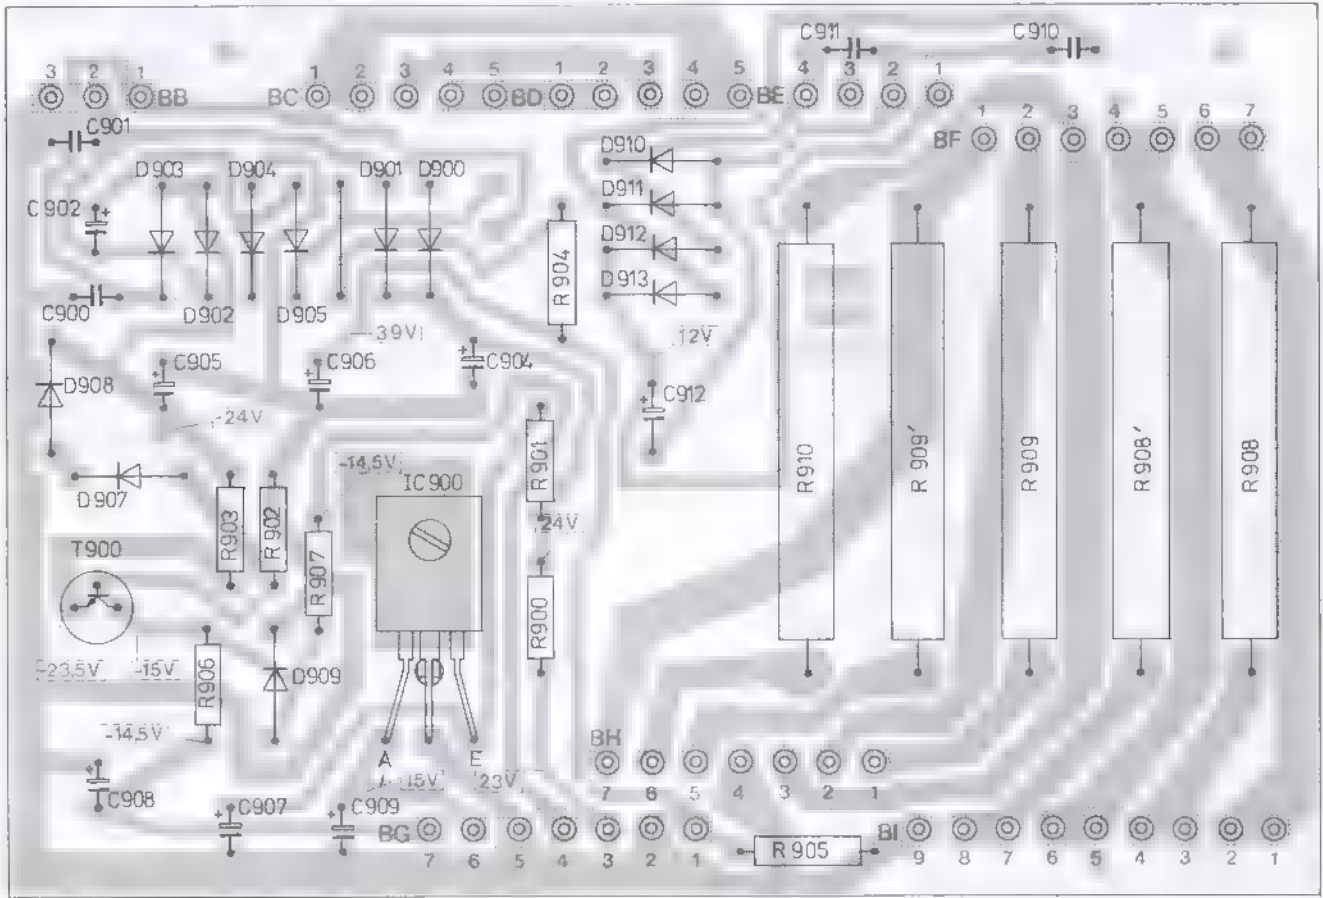 C911 C910
3 2 1 BB BC 1 2 3 4 5 BD 1 2 3 4 5 BE 4 3 2 1
BF 1 2 3 4 5 6 7
C901
D903 D904 D901 D900 D910
C902 D911
D912
R904
D913
C900 D902 D905
-39V 12V
C905 C906 C904
D908 C912
-24V
R901 R910 R909′ R909 R908′ R908
-14,5V
D907 IC900
R903 R902 24V
T900 R907
R900
-23,5V -15V R906 D909
-14,5V
A E BH
15V 23V 7 6 5 4 3 2 1
C908 C907 C909
BG BI
R905
7 6 5 4 3 2 1 9 8 7 6 5 4 3 2 1